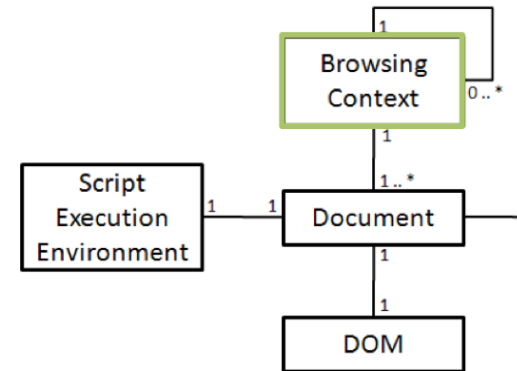 1
Browsing
Context
0 .. *
1
1 .. *
Script
Execution
Environment
1
1
Document
1
1
DOM